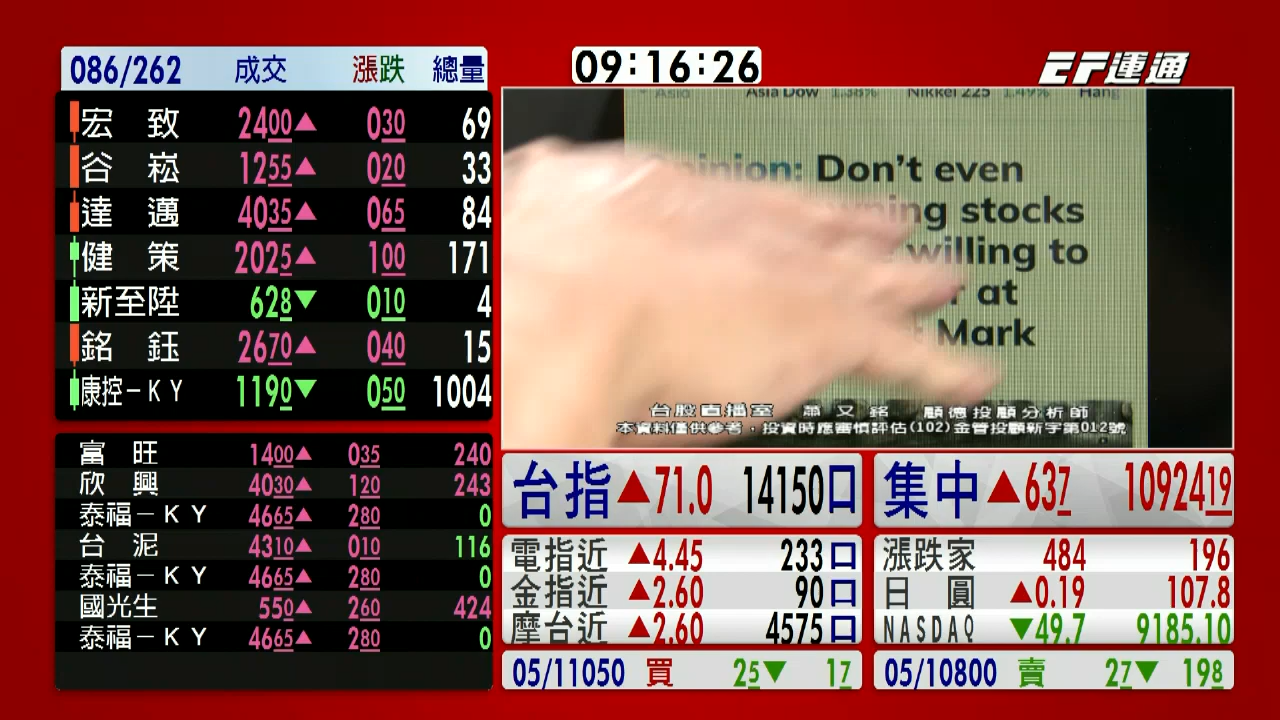 086/262 成交 漲跌 總量
09:16:26
EF運通
宏致 2400▲ 030 69
谷崧 1255▲ 020 33
達邁 4035▲ 065 84
健策 2025▲ 100 171
新至陞 628▼ 010 4
銘鈺 2670▲ 040 15
康控-KY 1190▼ 050 1004
富旺 1400▲ 035 240
欣興 4030▲ 120 243
泰福-KY 4665▲ 280 0
台泥 4310▲ 010 116
泰福-KY 4665▲ 280 0
國光生 550▲ 260 424
泰福-KY 4665▲ 280 0
Asia Asia Dow 1.38% Nikkei 225 1.49% Hang
Opinion: Don't even
stocks
willing to
at
Mark
台股直播室 蕭又銘 顧德投顧分析師
本資料僅供參考,投資時應審慎評估(102)金管投顧新字第012號
台指▲71.0 14150口
電指近 ▲4.45 233口
金指近 ▲2.60 90口
摩台近 ▲2.60 4575口
05/11050 買 25▼ 17
集中▲637 1092419
漲跌家 484 196
日圓 ▲0.19 107.8
NASDAQ ▼49.7 9185.10
05/10800 賣 27▼ 198